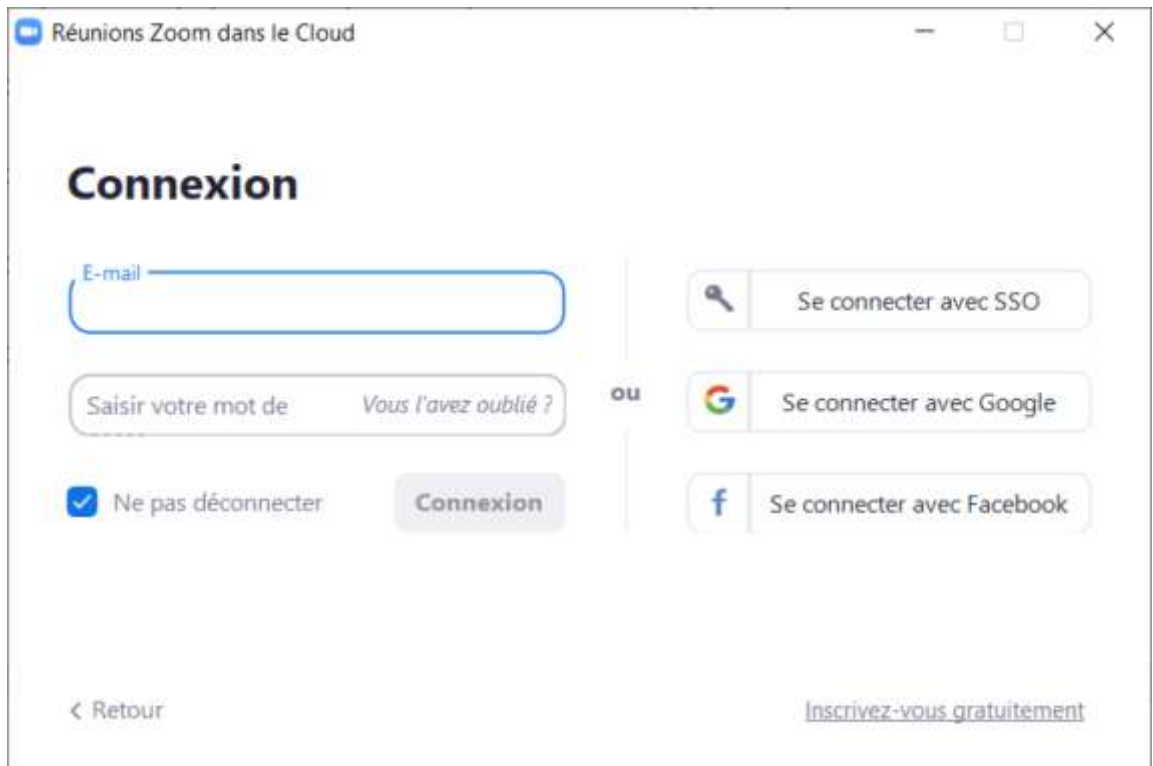 Réunions Zoom dans le Cloud
Connexion
E-mail
Saisir votre mot de
Vous l'avez oublié ?
Ne pas déconnecter
Connexion
ou
Se connecter avec SSO
Se connecter avec Google
Se connecter avec Facebook
< Retour
Inscrivez-vous gratuitement